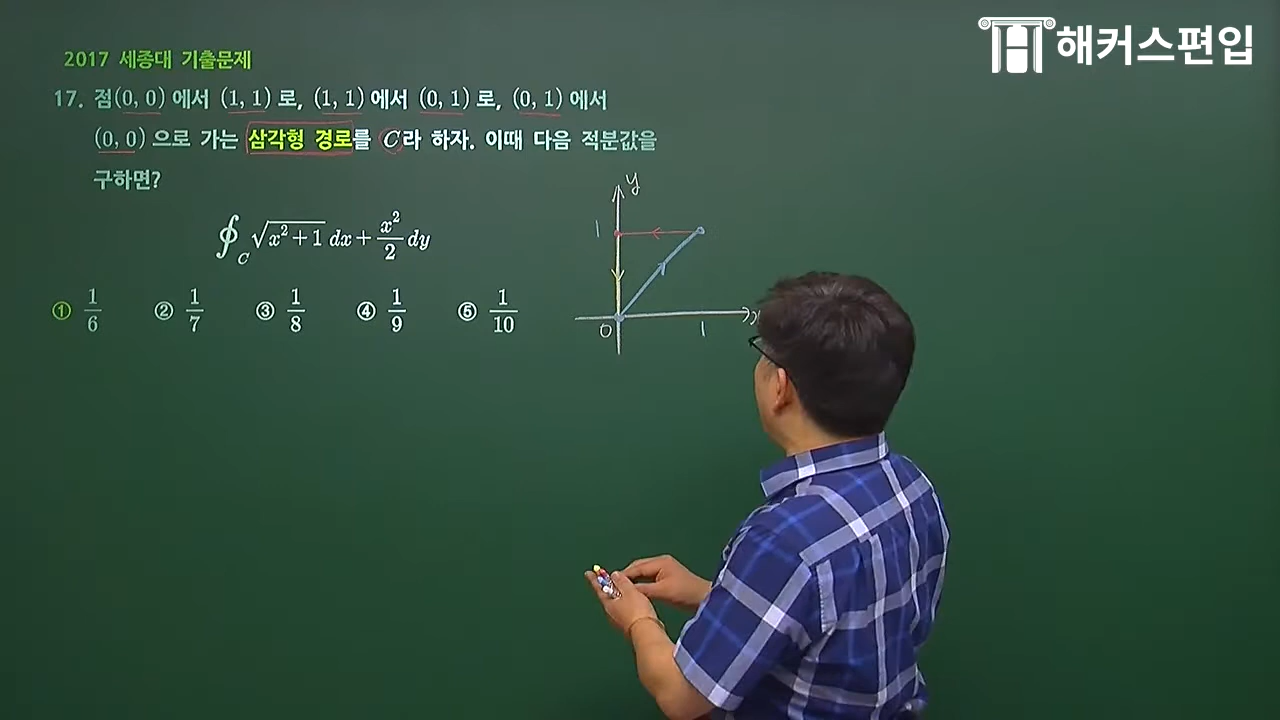 해커스편입
2017 세종대 기출문제
17. 점(0, 0) 에서 (1, 1) 로, (1, 1) 에서 (0, 1) 로, (0, 1) 에서
(0, 0) 으로 가는 삼각형 경로를 C라 하자. 이때 다음 적분값을
구하면?
∮_C √(x²+1) dx + x²/2 dy
① 1/6 ② 1/7 ③ 1/8 ④ 1/9 ⑤ 1/10
y
1
0 1 x